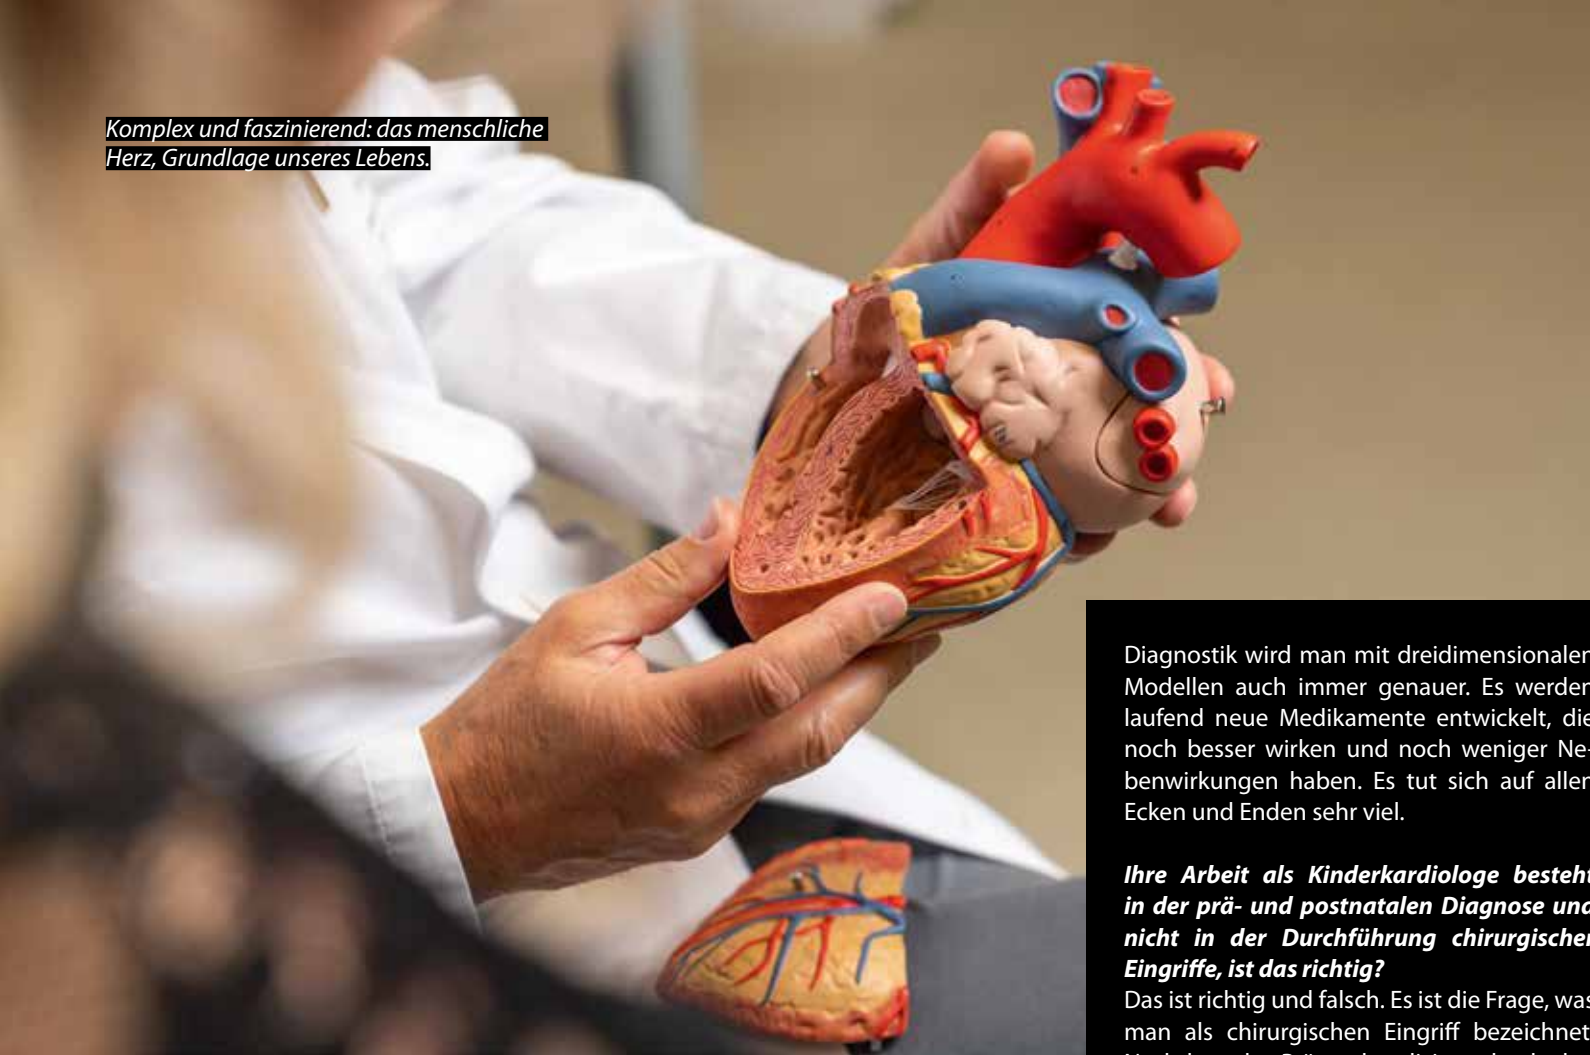 Komplex und faszinierend: das menschliche
Herz, Grundlage unseres Lebens.
Diagnostik wird man mit dreidimensionalen
Modellen auch immer genauer. Es werden
laufend neue Medikamente entwickelt, die
noch besser wirken und noch weniger Ne-
benwirkungen haben. Es tut sich auf allen
Ecken und Enden sehr viel.
Ihre Arbeit als Kinderkardiologe besteht
in der prä- und postnatalen Diagnose und
nicht in der Durchführung chirurgischer
Eingriffe, ist das richtig?
Das ist richtig und falsch. Es ist die Frage, was
man als chirurgischen Eingriff bezeichnet.